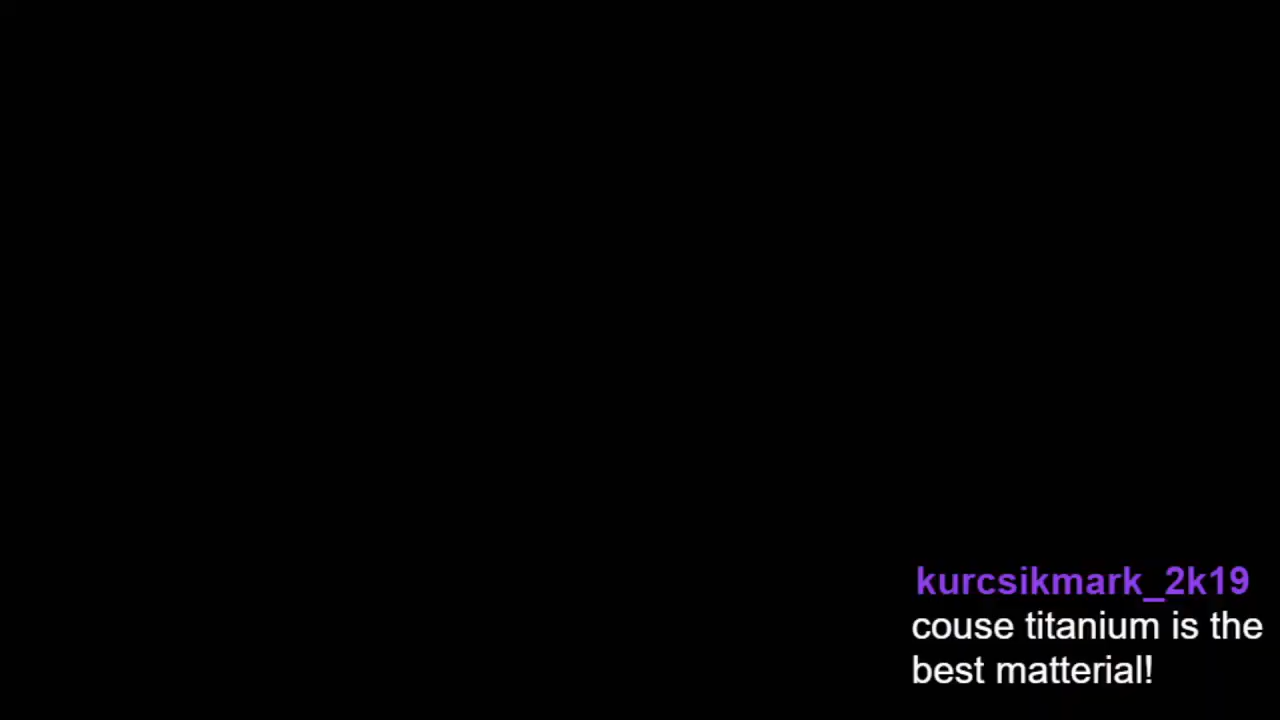 kurcsikmark_2k19
couse titanium is the
best matterial!